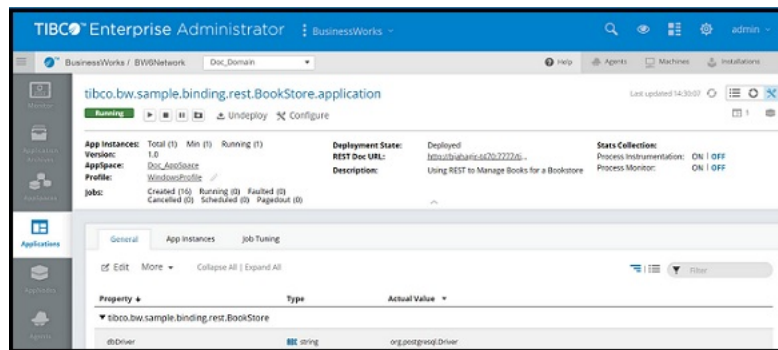 TIBCO™ Enterprise Administrator BusinessWorks admin
BusinessWorks / BW6Network Doc_Domain Help Agents Machines Installations
Monitor
tibco.bw.sample.binding.rest.BookStore.application Last updated 14:30:07
Running Undeploy Configure 1
Application Archives
App Instances: Total (1) Min (1) Running (1) Deployment State: Deployed Stats Collection:
Version: 1.0 REST Doc URL: Process Instrumentation: ON | OFF
AppSpace: Doc_AppSpace Description: Using REST to Manage Books for a Bookstore Process Monitor: ON | OFF
Profile: WindowsProfile
AppSpaces
Jobs: Created (16) Running (0) Faulted (0)
Cancelled (0) Scheduled (0) Pagedout (0)
Applications
General App Instances Job Tuning
Edit More Collapse All | Expand All Filter
AppNodes
Property Type Actual Value
tibco.bw.sample.binding.rest.BookStore
Agents
dbDriver string org.postgresql.Driver